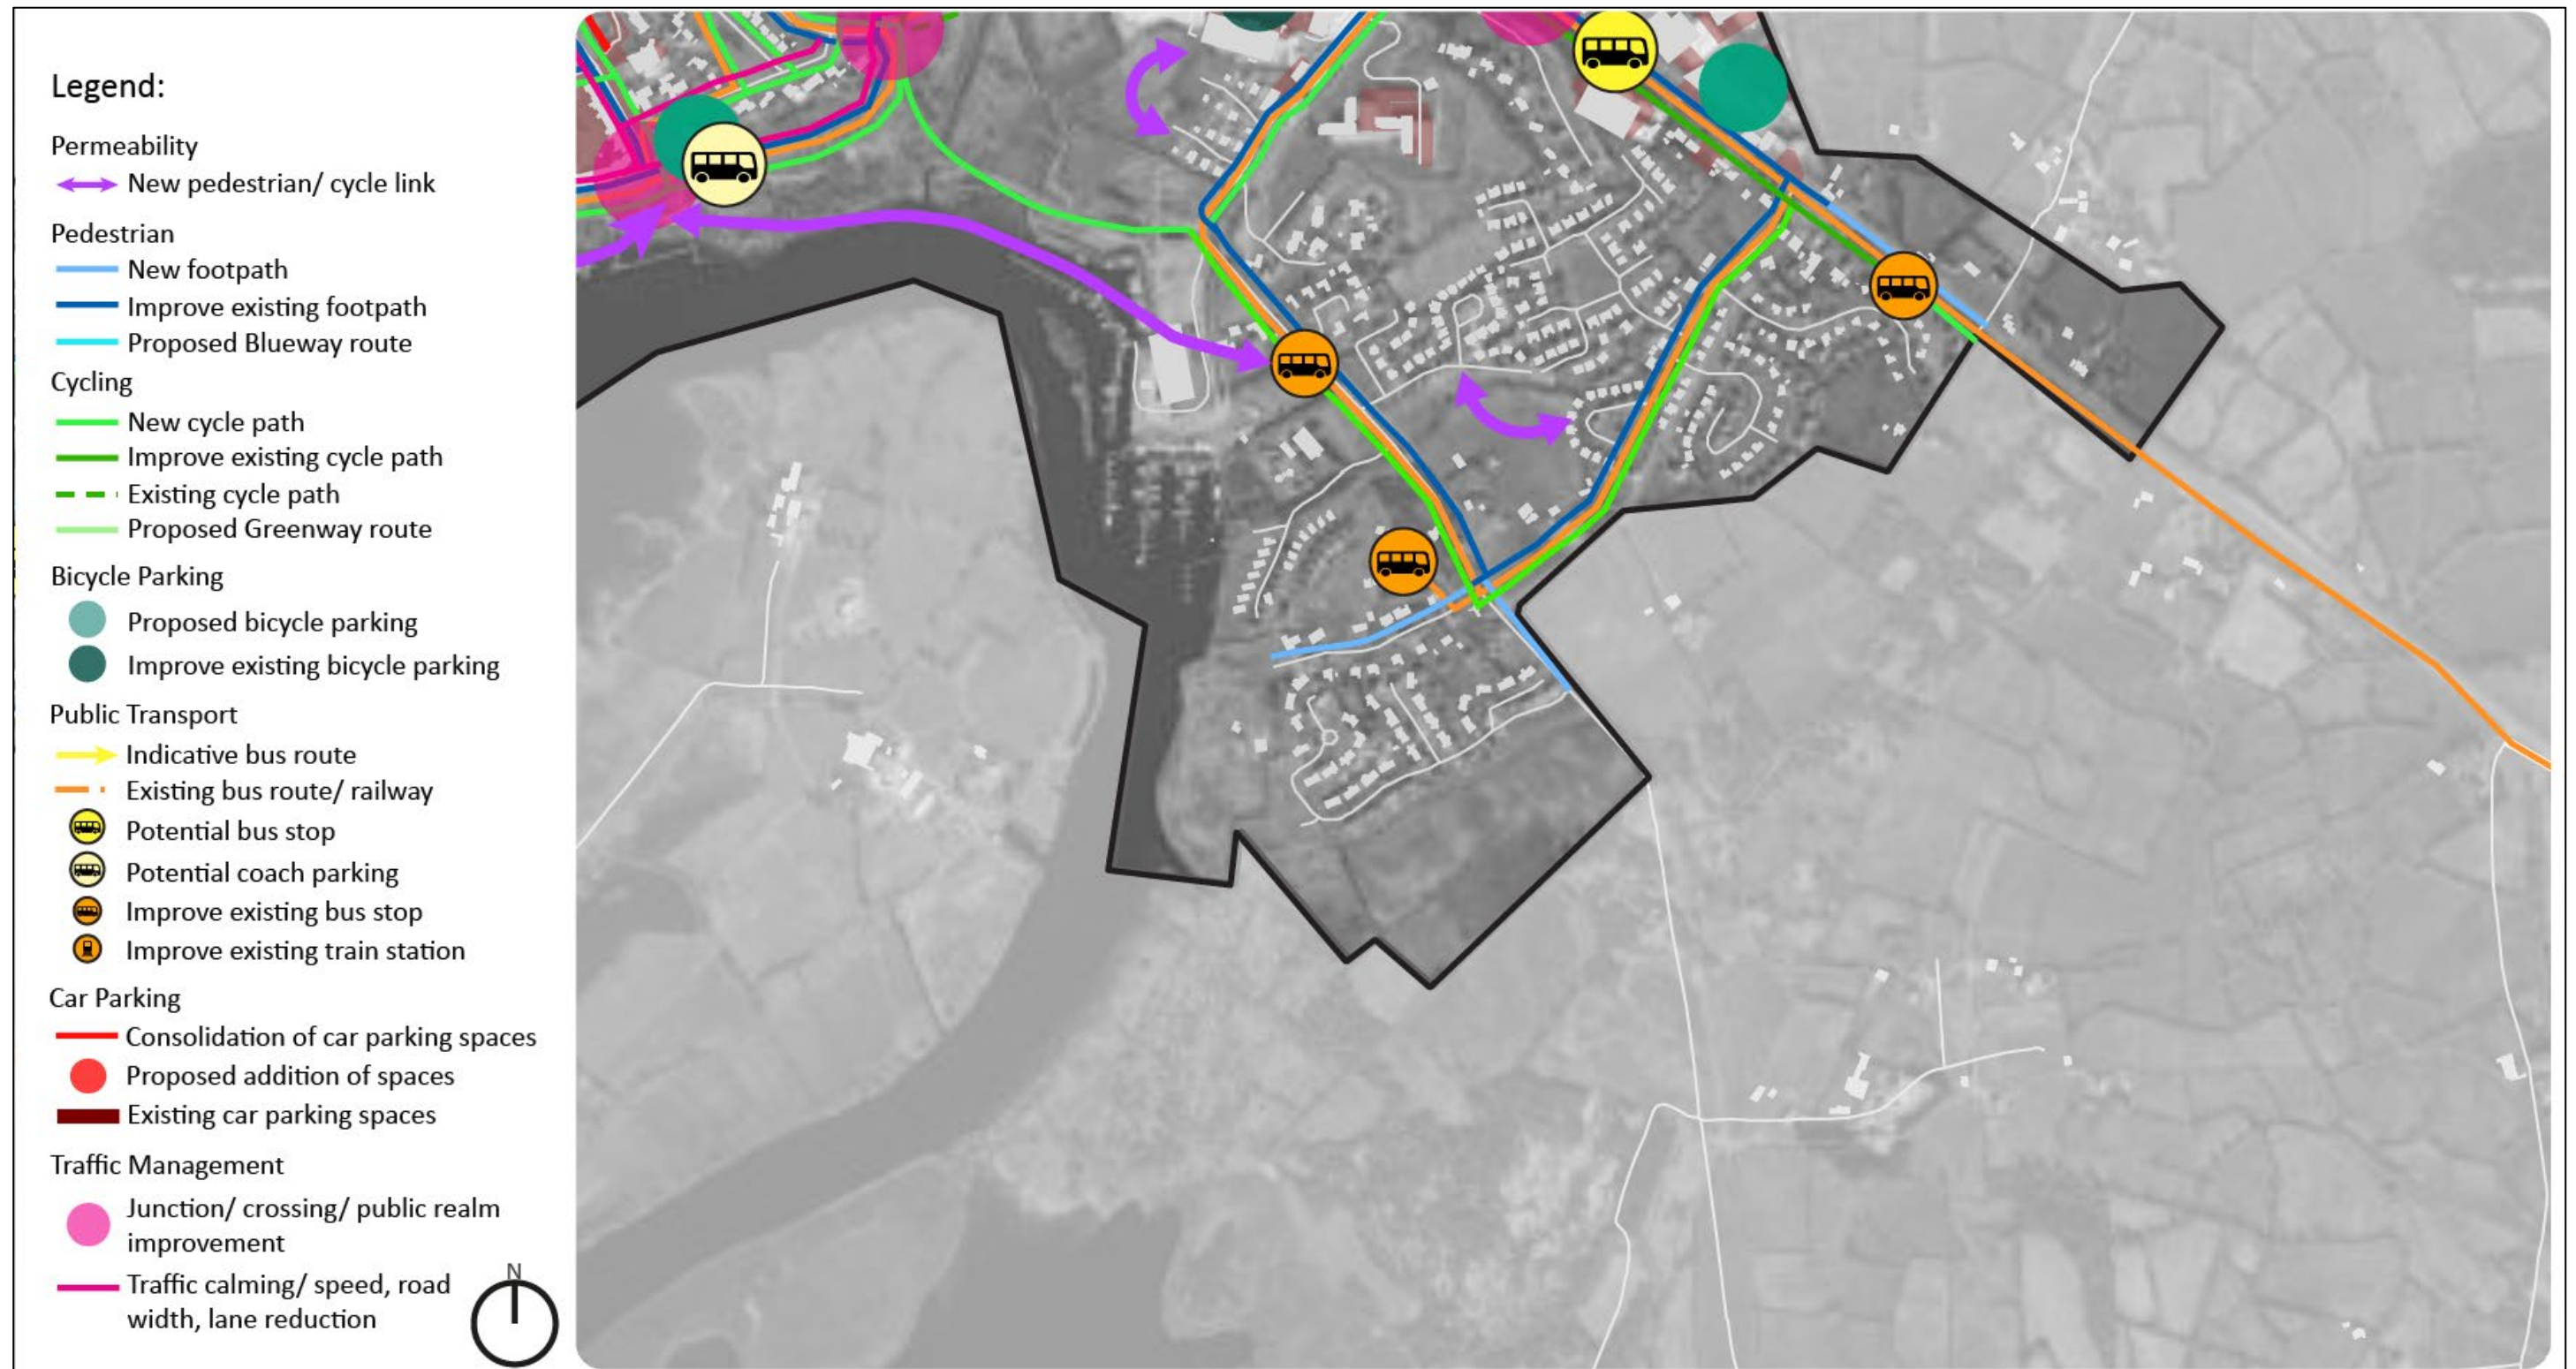 Legend:
Permeability
New pedestrian/ cycle link
Pedestrian
New footpath
Improve existing footpath
Proposed Blueway route
Cycling
New cycle path
Improve existing cycle path
Existing cycle path
Proposed Greenway route
Bicycle Parking
Proposed bicycle parking
Improve existing bicycle parking
Public Transport
Indicative bus route
Existing bus route/ railway
Potential bus stop
Potential coach parking
Improve existing bus stop
Improve existing train station
Car Parking
Consolidation of car parking spaces
Proposed addition of spaces
Existing car parking spaces
Traffic Management
Junction/ crossing/ public realm
improvement
Traffic calming/ speed, road
width, lane reduction
N